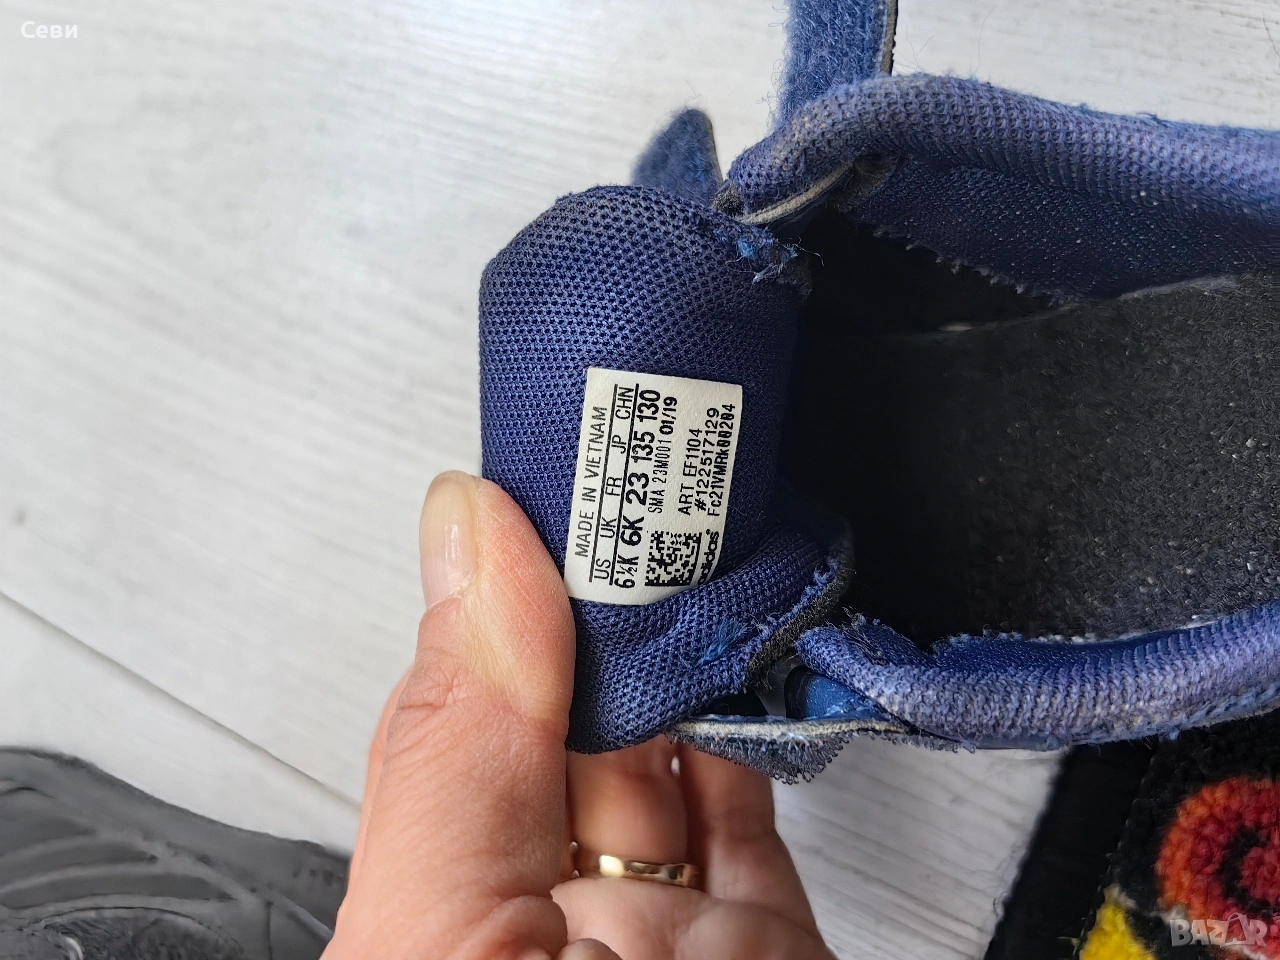 Севи
MADE IN VIETNAM
US UK FR JP CHN
6½K 6K 23 135 130
SMA 23M001 01/19
ART EF1104
#122517129
adidas
BAZAR